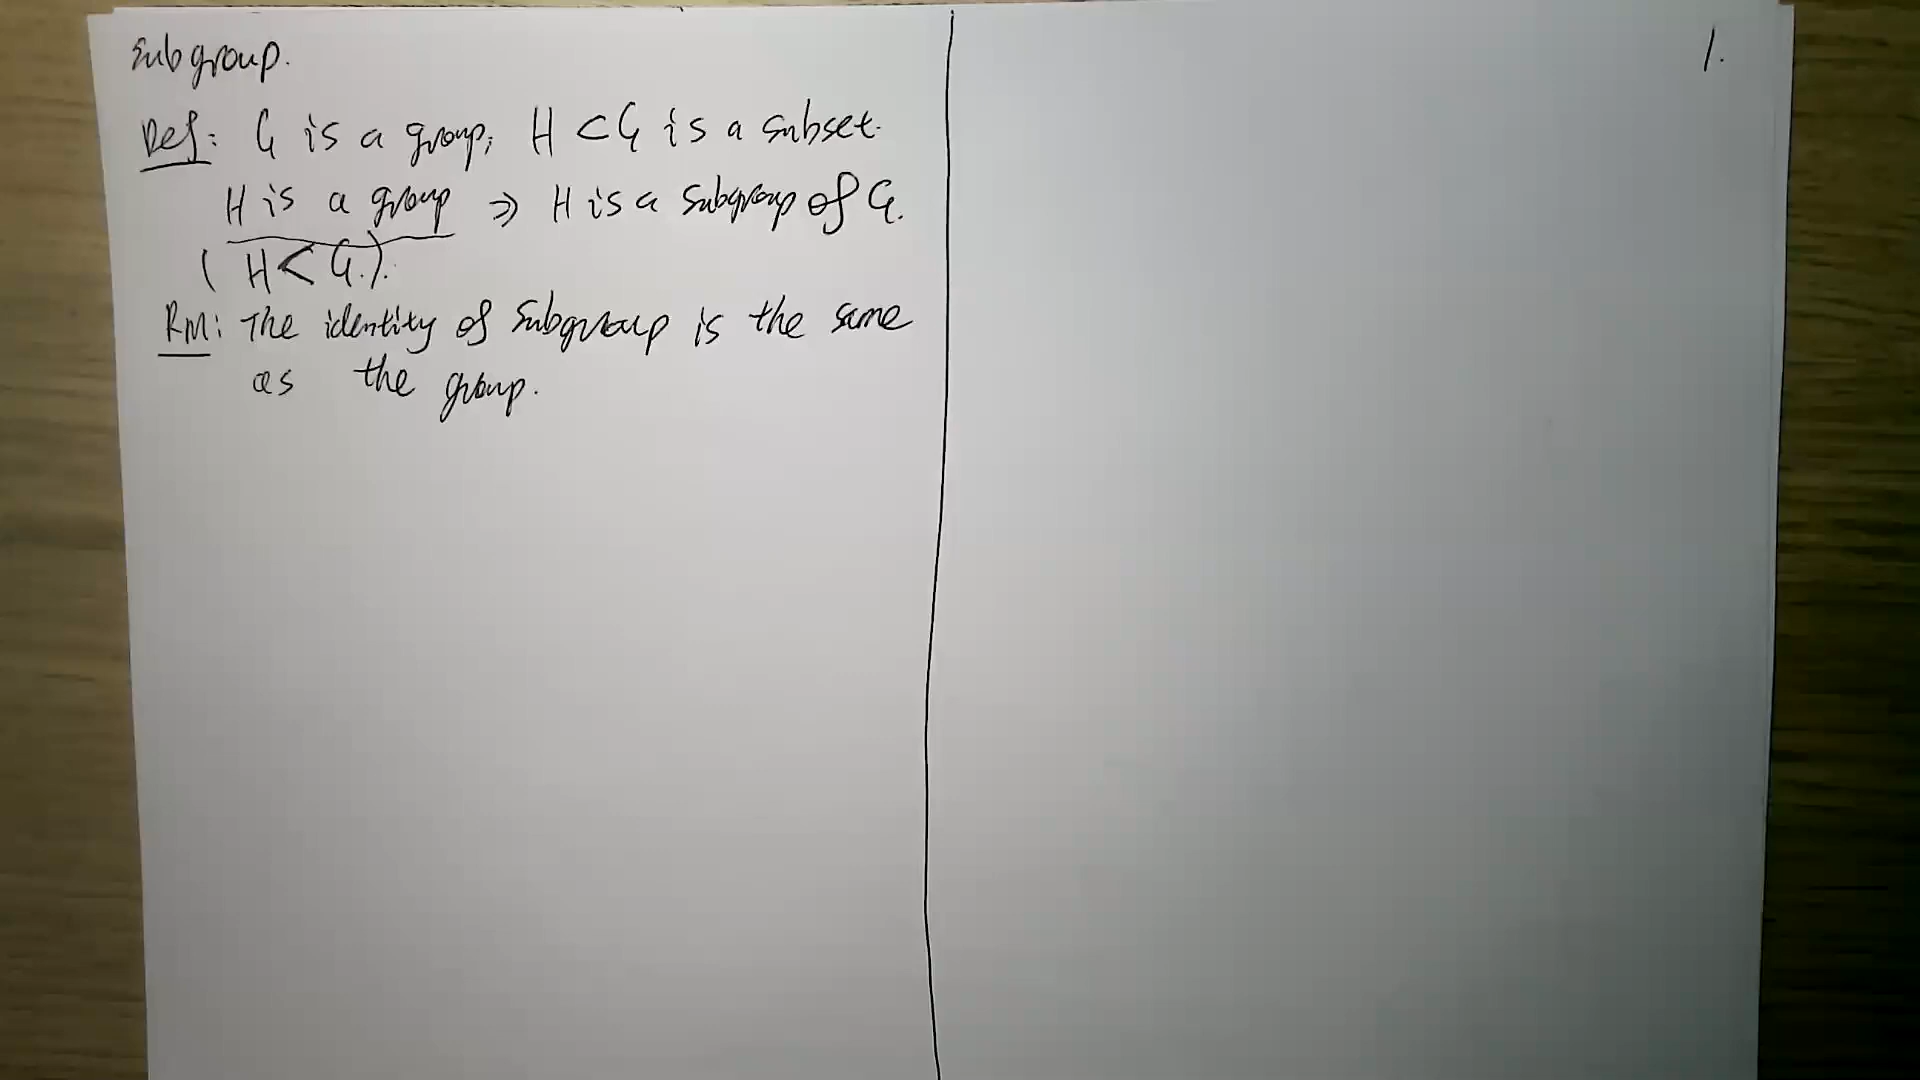 Subgroup.
1.
Def: G is a group; H ⊂ G is a subset.
H is a group ⇒ H is a subgroup of G.
( H < G. ).
RM: The identity of subgroup is the same
as the group.